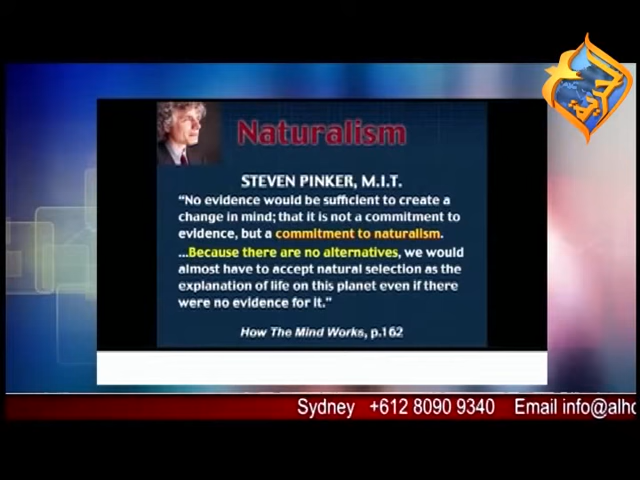 حرية
Naturalism
STEVEN PINKER, M.I.T.
“No evidence would be sufficient to create a
change in mind; that it is not a commitment to
evidence, but a commitment to naturalism.
...Because there are no alternatives, we would
almost have to accept natural selection as the
explanation of life on this planet even if there
were no evidence for it.”
How The Mind Works, p.162
Sydney +612 8090 9340 Email info@alho